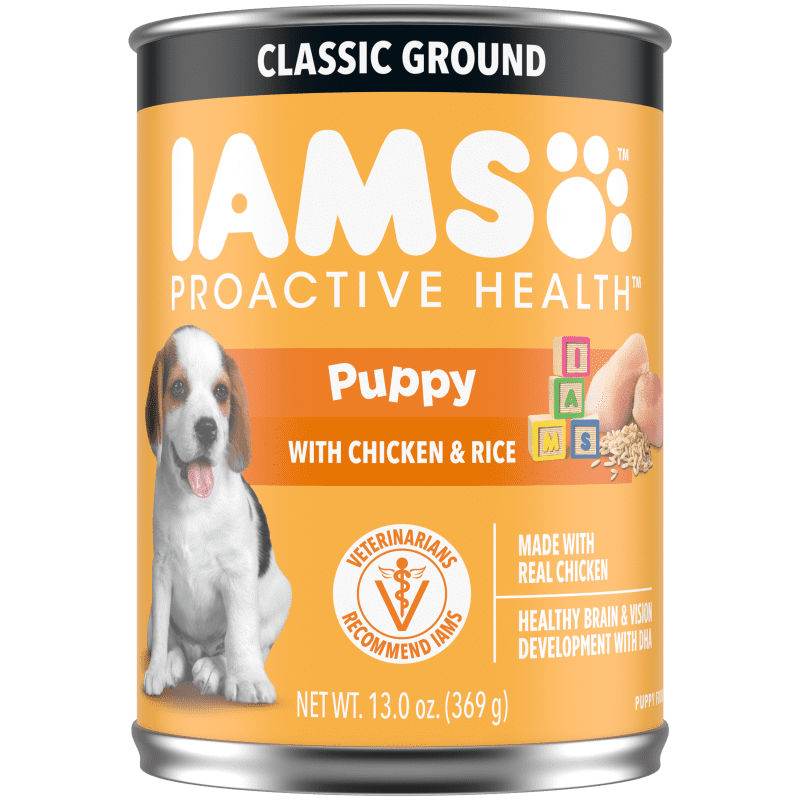 CLASSIC GROUND
IAMS™
PROACTIVE HEALTH™
Puppy
WITH CHICKEN & RICE
I
A
M S
VETERINARIANS
RECOMMEND IAMS
V
MADE WITH
REAL CHICKEN
HEALTHY BRAIN & VISION
DEVELOPMENT WITH DHA
NET WT. 13.0 oz. (369 g)
PUPPY